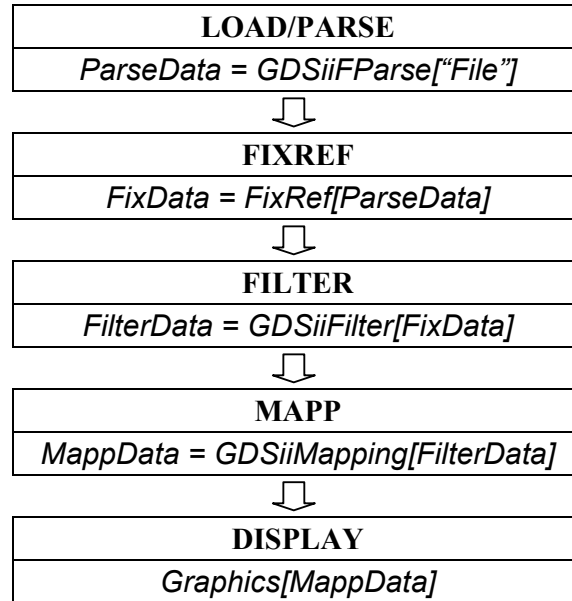 LOAD/PARSE
ParseData = GDSiiFParse[“File”]
FIXREF
FixData = FixRef[ParseData]
FILTER
FilterData = GDSiiFilter[FixData]
MAPP
MappData = GDSiiMapping[FilterData]
DISPLAY
Graphics[MappData]